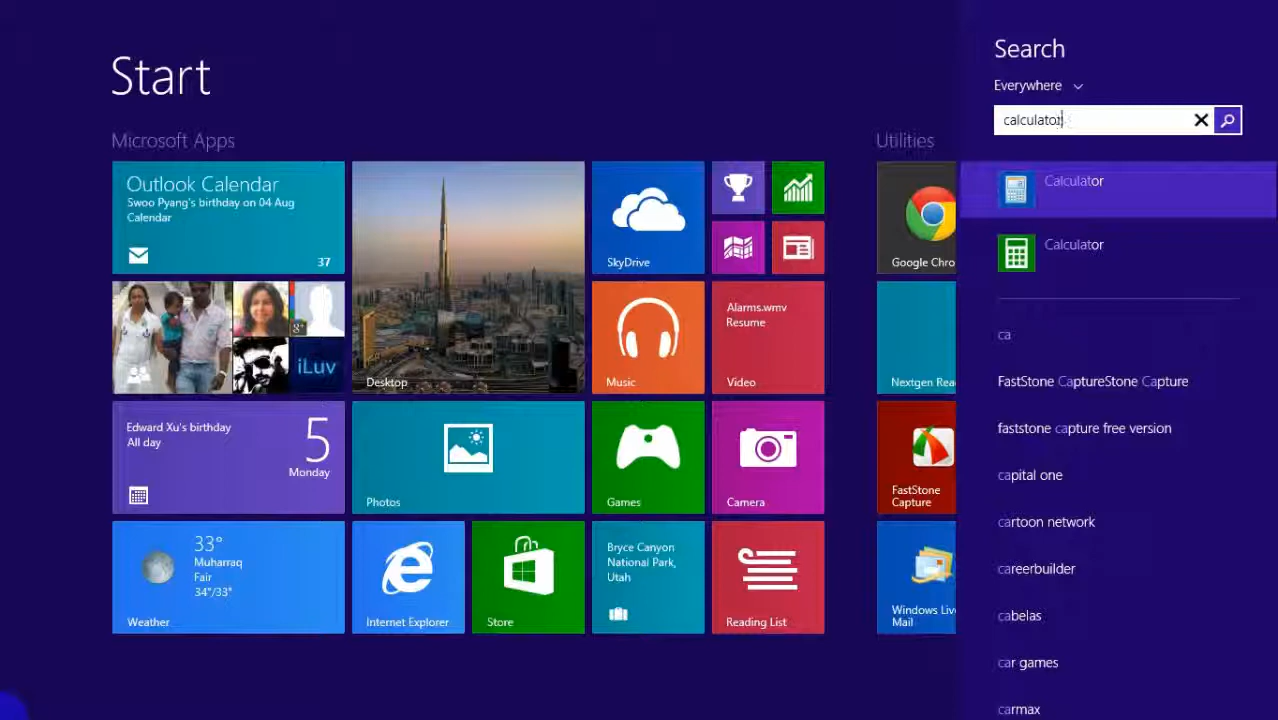 Start
Microsoft Apps
Outlook Calendar
Swoo Pyang's birthday on 04 Aug
Calendar
37
g+
iLuv
Desktop
SkyDrive
Music
Alarms.wmv
Resume
Video
Edward Xu's birthday
All day
5
Monday
Photos
Games
Camera
33°
Muharraq
Fair
34°/33°
Weather
Internet Explorer
Store
Bryce Canyon
National Park,
Utah
Reading List
Utilities
Google Chro
Nextgen Rea
FastStone
Capture
Windows Liv
Mail
Search
Everywhere
calculator
Calculator
Calculator
ca
FastStone CaptureStone Capture
faststone capture free version
capital one
cartoon network
careerbuilder
cabelas
car games
carmax